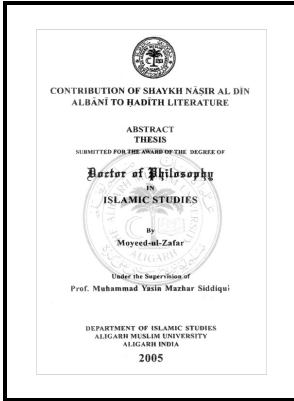 CONTRIBUTION OF SHAYKH NĀṢIR AL DĪN
ALBĀNĪ TO ḤADĪTH LITERATURE
ABSTRACT
THESIS
SUBMITTED FOR THE AWARD OF THE DEGREE OF
Doctor of Philosophy
IN
ISLAMIC STUDIES
By
Moyeed-ul-Zafar
Under the Supervision of
Prof. Muhammad Yasin Mazhar Siddiqui
DEPARTMENT OF ISLAMIC STUDIES
ALIGARH MUSLIM UNIVERSITY
ALIGARH INDIA
2005
ALIGARH